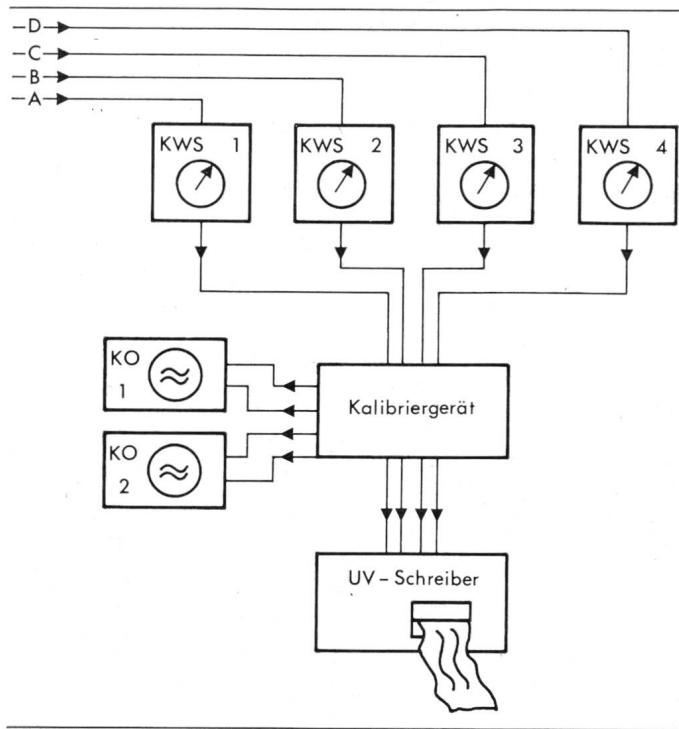 D
C
B
A
KWS 1
KWS 2
KWS 3
KWS 4
KO
1
Kalibriergerät
KO
2
UV – Schreiber